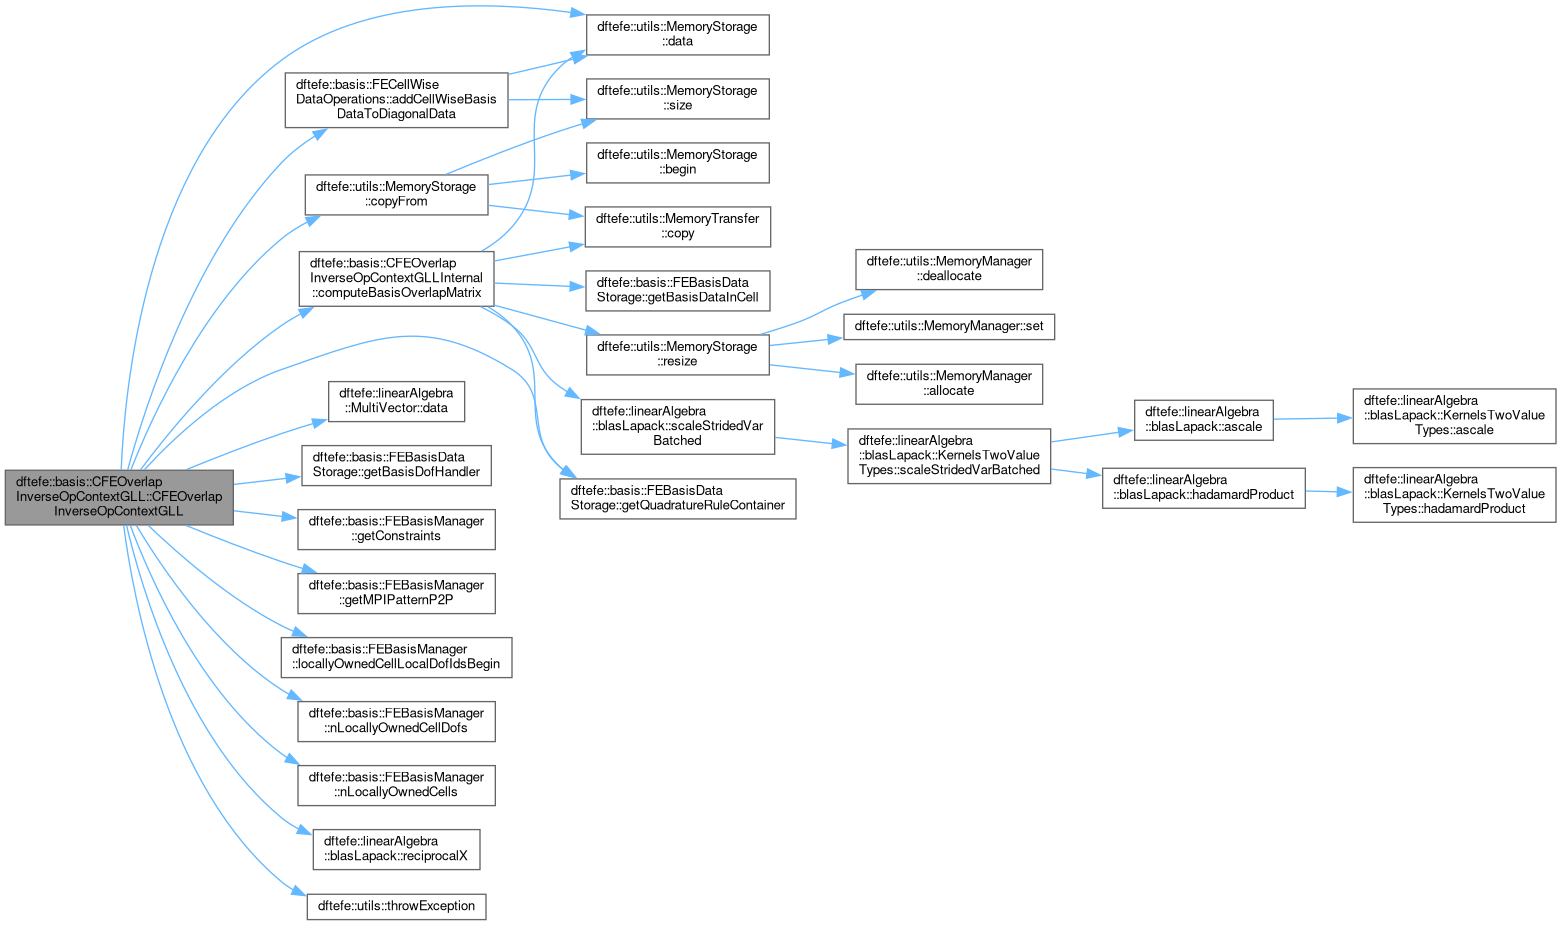 dftefe::basis::CFEOverlap
InverseOpContextGLL::CFEOverlap
InverseOpContextGLL
dftefe::basis::FECellWise
DataOperations::addCellWiseBasis
DataToDiagonalData
dftefe::utils::MemoryStorage
::copyFrom
dftefe::basis::CFEOverlap
InverseOpContextGLLInternal
::computeBasisOverlapMatrix
dftefe::linearAlgebra
::MultiVector::data
dftefe::basis::FEBasisData
Storage::getBasisDofHandler
dftefe::basis::FEBasisManager
::getConstraints
dftefe::basis::FEBasisManager
::getMPIPatternP2P
dftefe::basis::FEBasisManager
::locallyOwnedCellLocalDofIdsBegin
dftefe::basis::FEBasisManager
::nLocallyOwnedCellDofs
dftefe::basis::FEBasisManager
::nLocallyOwnedCells
dftefe::linearAlgebra
::blasLapack::reciprocalX
dftefe::utils::throwException
dftefe::utils::MemoryStorage
::data
dftefe::utils::MemoryStorage
::size
dftefe::utils::MemoryStorage
::begin
dftefe::utils::MemoryTransfer
::copy
dftefe::basis::FEBasisData
Storage::getBasisDataInCell
dftefe::utils::MemoryStorage
::resize
dftefe::linearAlgebra
::blasLapack::scaleStridedVar
Batched
dftefe::basis::FEBasisData
Storage::getQuadratureRuleContainer
dftefe::utils::MemoryManager
::deallocate
dftefe::utils::MemoryManager::set
dftefe::utils::MemoryManager
::allocate
dftefe::linearAlgebra
::blasLapack::KernelsTwoValue
Types::scaleStridedVarBatched
dftefe::linearAlgebra
::blasLapack::ascale
dftefe::linearAlgebra
::blasLapack::hadamardProduct
dftefe::linearAlgebra
::blasLapack::KernelsTwoValue
Types::ascale
dftefe::linearAlgebra
::blasLapack::KernelsTwoValue
Types::hadamardProduct